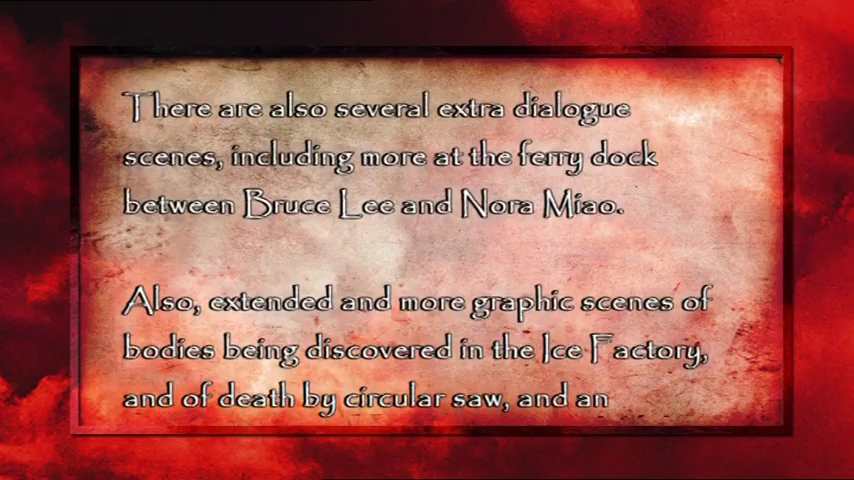 There are also several extra dialogue
scenes, including more at the ferry dock
between Bruce Lee and Nora Miao.
Also, extended and more graphic scenes of
bodies being discovered in the Ice Factory,
and of death by circular saw, and an